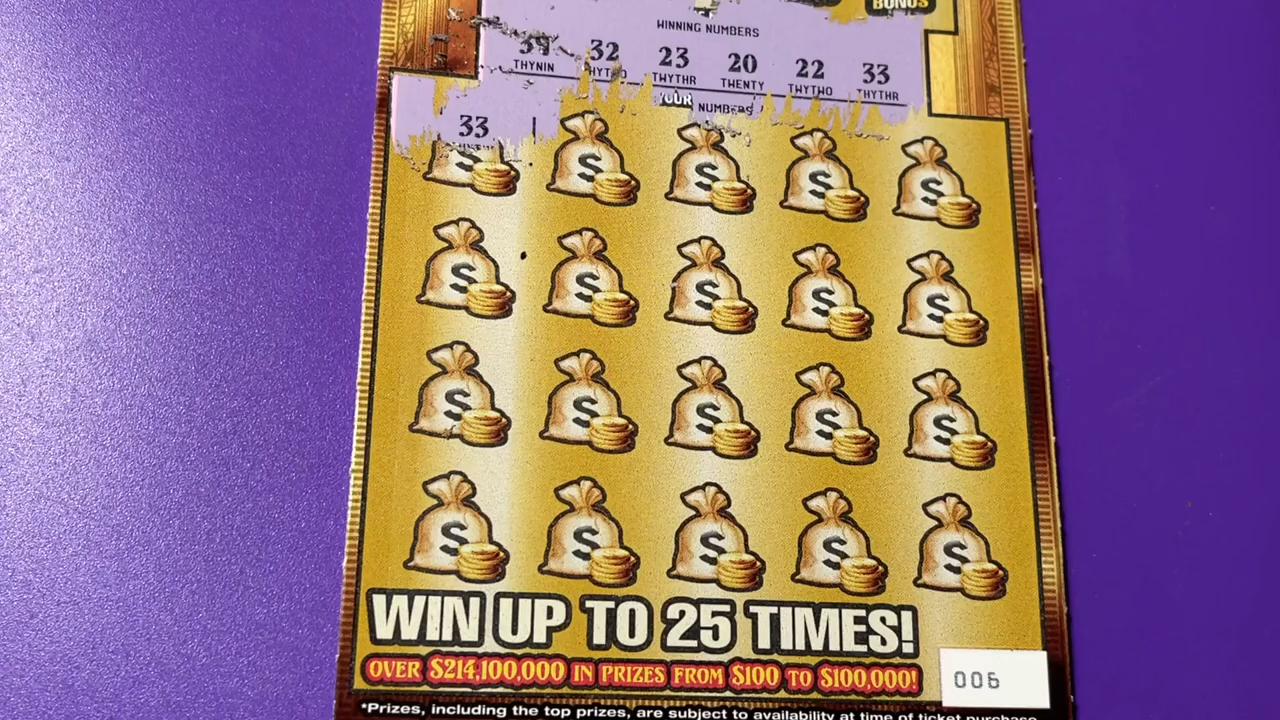 BONUS
WINNING NUMBERS
39 32 23 20 22 33
THYNIN THYTHR TWENTY TWYTWO THYTHR
YOUR NUMBERS
33
WIN UP TO 25 TIMES!
OVER $214,100,000 IN PRIZES FROM $100 TO $100,000!
006
*Prizes, including the top prizes, are subject to availability at time of ticket purchase.